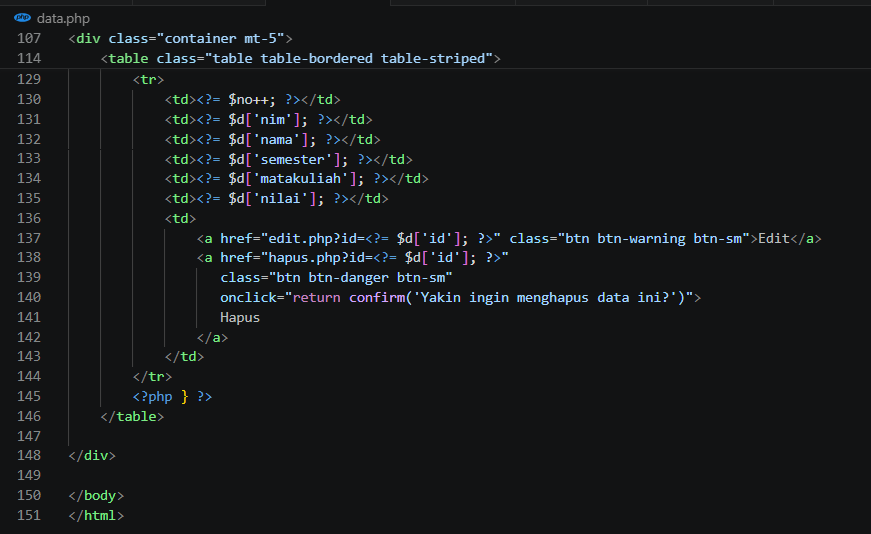 php data.php
107 <div class="container mt-5">
114 <table class="table table-bordered table-striped">
129 <tr>
130 <td><?= $no++; ?></td>
131 <td><?= $d['nim']; ?></td>
132 <td><?= $d['nama']; ?></td>
133 <td><?= $d['semester']; ?></td>
134 <td><?= $d['matakuliah']; ?></td>
135 <td><?= $d['nilai']; ?></td>
136 <td>
137 <a href="edit.php?id=<?= $d['id']; ?>" class="btn btn-warning btn-sm">Edit</a>
138 <a href="hapus.php?id=<?= $d['id']; ?>"
139 class="btn btn-danger btn-sm"
140 onclick="return confirm('Yakin ingin menghapus data ini?')">
141 Hapus
142 </a>
143 </td>
144 </tr>
145 <?php } ?>
146 </table>
147
148 </div>
149
150 </body>
151 </html>